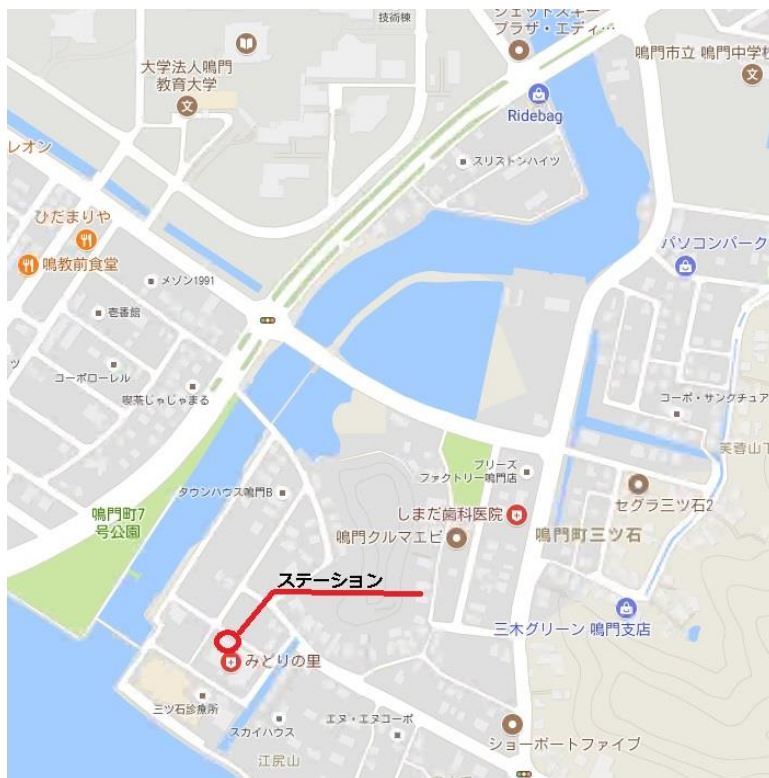 技術棟
ジェットスキー
プラザ・エディ…
大学法人鳴門
教育大学
鳴門市立 鳴門中学校
Ridebag
レオン
スリストンハイツ
ひだまりや
鳴教前食堂
パソコンパーク
メゾン1991
壱番館
コーポローレル
喫茶じゃじゃまる
コーポ・サンクチュア
芙蓉山下
ブリーズ
ファクトリー鳴門店
タウンハウス鳴門B
セグラ三ツ石2
しまだ歯科医院
鳴門町7
号公園
鳴門クルマエビ
鳴門町三ツ石
ステーション
三木グリーン 鳴門支店
みどりの里
三ツ石診療所
エヌ・エヌコーポ
スカイハウス
ショーポートファイブ
江尻山